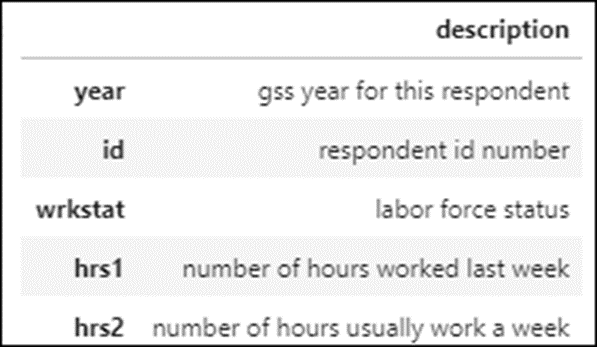 description
year gss year for this respondent
id respondent id number
wrkstat labor force status
hrs1 number of hours worked last week
hrs2 number of hours usually work a week